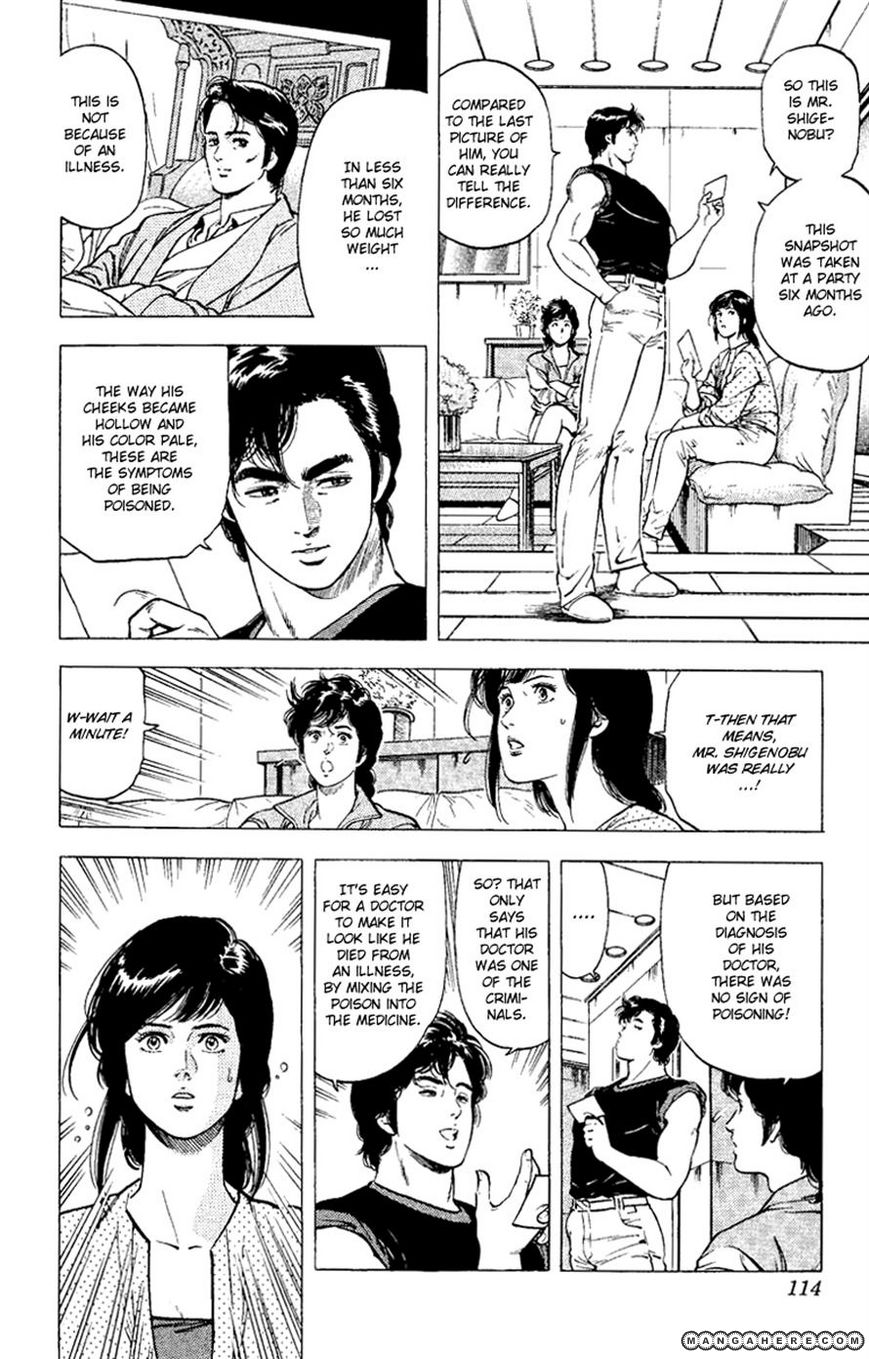 SO THIS
IS MR.
SHIGE-
NOBU?
THIS
SNAPSHOT
WAS TAKEN
AT A PARTY
SIX MONTHS
AGO.
COMPARED
TO THE LAST
PICTURE OF
HIM, YOU
CAN REALLY
TELL THE
DIFFERENCE.
IN LESS
THAN SIX
MONTHS,
HE LOST
SO MUCH
WEIGHT
...
THIS IS
NOT
BECAUSE
OF AN
ILLNESS.
THE WAY HIS
CHEEKS BECAME
HOLLOW AND
HIS COLOR PALE,
THESE ARE
THE SYMPTOMS
OF BEING
POISONED.
T-THEN THAT
MEANS,
MR. SHIGENOBU
WAS REALLY
...!
W-WAIT A
MINUTE!
BUT BASED
ON THE
DIAGNOSIS
OF HIS
DOCTOR,
THERE WAS
NO SIGN OF
POISONING!
....
SO? THAT
ONLY
SAYS
THAT HIS
DOCTOR
WAS ONE
OF THE
CRIMI-
NALS.
IT'S EASY
FOR A DOCTOR
TO MAKE IT
LOOK LIKE HE
DIED FROM
AN ILLNESS,
BY MIXING THE
POISON INTO
THE MEDICINE.
114
MANGAHERE.COM